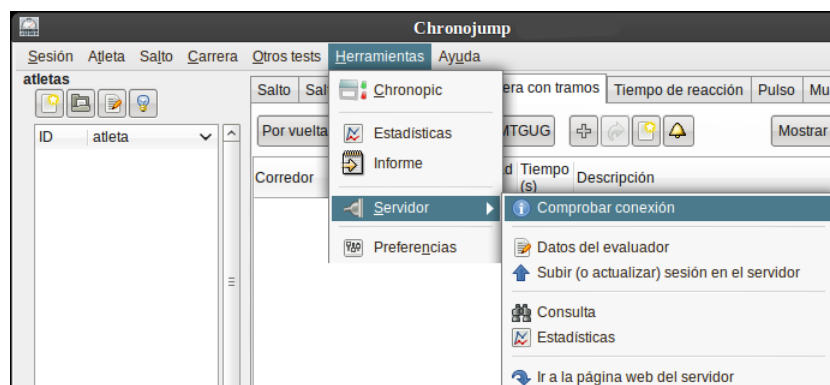 Chronojump
Sesión Atleta Salto Carrera Otros tests Herramientas Ayuda
atletas
ID atleta
Salto Sal era con tramos Tiempo de reacción Pulso Mu
Por vuelta MTGUG Mostrar
Corredor d Tiempo (s) Descripción
Chronopic
Estadísticas
Informe
Servidor
Preferencias
Comprobar conexión
Datos del evaluador
Subir (o actualizar) sesión en el servidor
Consulta
Estadísticas
Ir a la página web del servidor